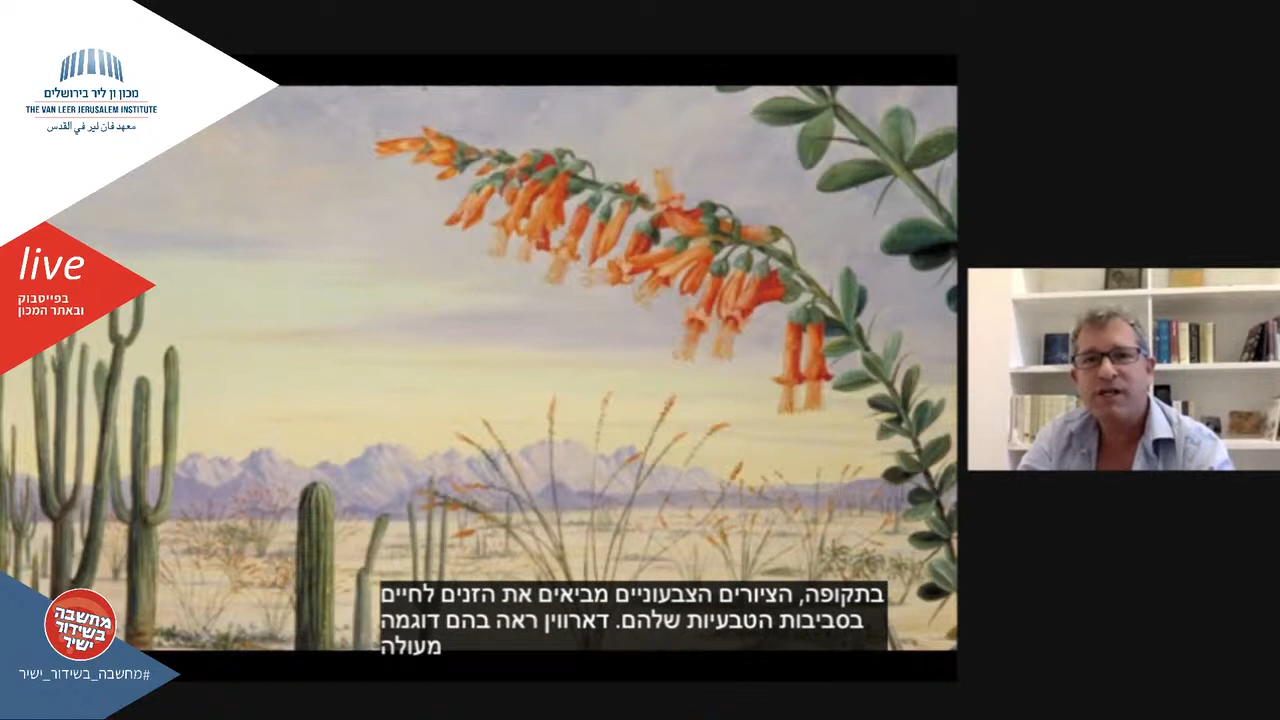 מכון ון ליר בירושלים
THE VAN LEER JERUSALEM INSTITUTE
معهد فان لير في القدس
live
בפייסבוק
ובאתר המכון
בתקופה, הציורים הצבעוניים מביאים את הזנים לחיים
בסביבות הטבעיות שלהם. דארווין ראה בהם דוגמה
מעולה
מחשבה
בשידור
ישיר
#מחשבה_בשידור_ישיר